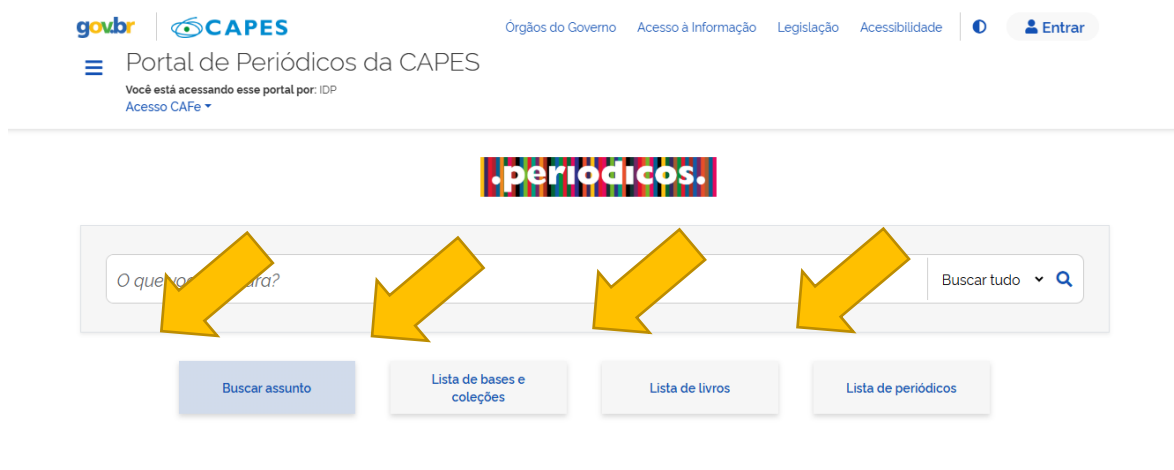 gov.br CAPES Órgãos do Governo Acesso à Informação Legislação Acessibilidade Entrar
Portal de Periódicos da CAPES
Você está acessando esse portal por: IDP
Acesso CAFe
.periodicos.
O que ?
Buscar tudo
Buscar assunto
Lista de bases e
coleções
Lista de livros
Lista de periódicos